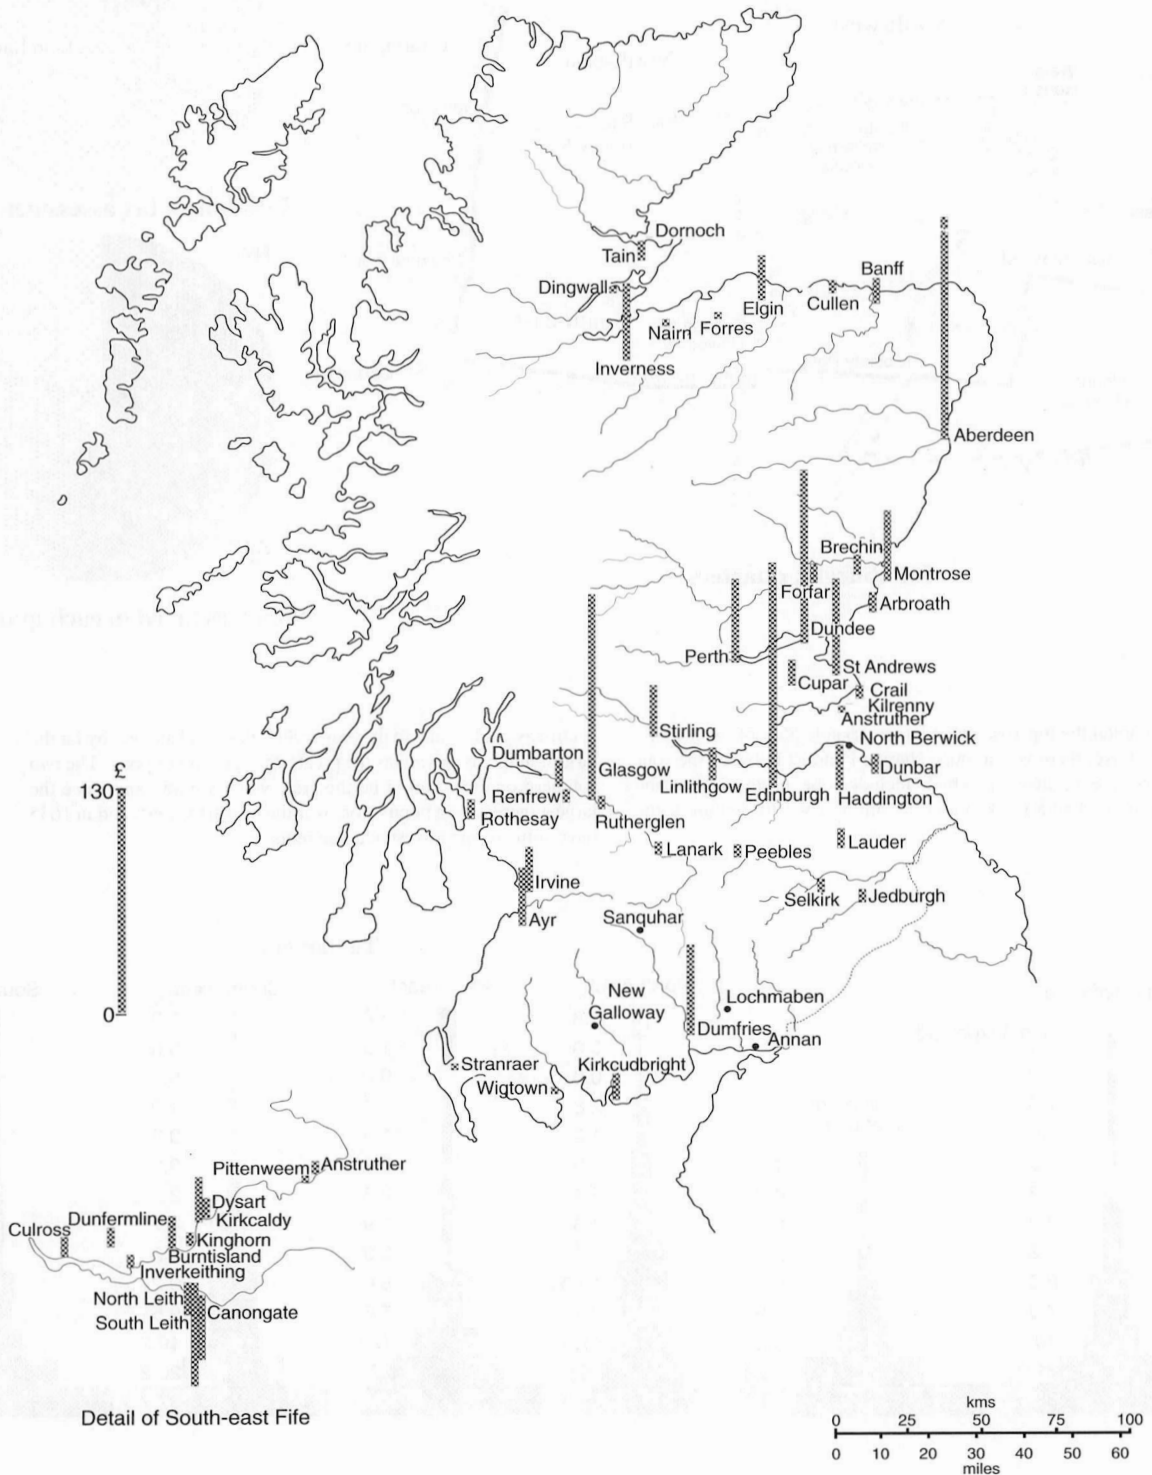 Dornoch
Tain
Dingwall
Banff
Elgin
Cullen
Nairn
Forres
Inverness
Aberdeen
Brechin
Montrose
Forfar
Arbroath
Dundee
Perth
St Andrews
Cupar
Crail
Kilrenny
Anstruther
Stirling
North Berwick
Dumbarton
Dunbar
Glasgow
Linlithgow
Edinburgh
Haddington
Renfrew
Rothesay
Rutherglen
Lanark
Peebles
Lauder
Irvine
Selkirk
Jedburgh
Ayr
Sanquhar
New
Galloway
Lochmaben
Dumfries
Annan
Stranraer
Kirkcudbright
Wigtown
£
130
0
Pittenweem
Anstruther
Dysart
Dunfermline
Kirkcaldy
Culross
Kinghorn
Burntisland
Inverkeithing
North Leith
Canongate
South Leith
Detail of South-east Fife
kms
0 25 50 75 100
0 10 20 30 40 50 60
miles